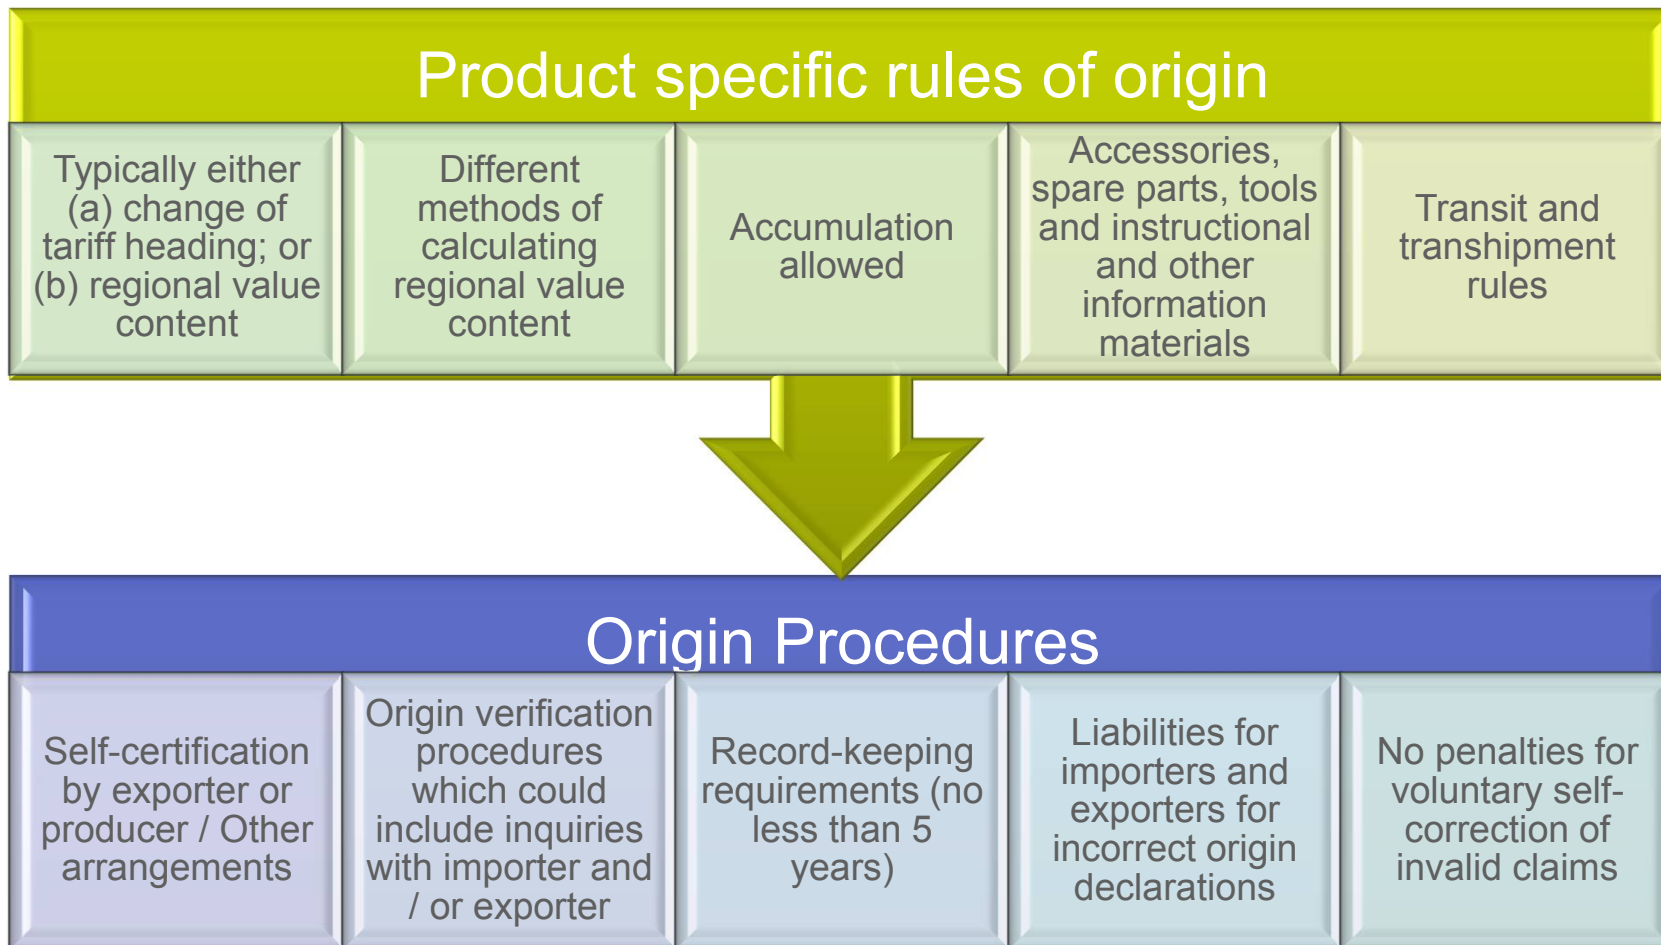 Product specific rules of origin
Typically either
(a) change of
tariff heading; or
(b) regional value
content
Different
methods of
calculating
regional value
content
Accumulation
allowed
Accessories,
spare parts, tools
and instructional
and other
information
materials
Transit and
transhipment
rules
Origin Procedures
Self-certification
by exporter or
producer / Other
arrangements
Origin verification
procedures
which could
include inquiries
with importer and
/ or exporter
Record-keeping
requirements (no
less than 5
years)
Liabilities for
importers and
exporters for
incorrect origin
declarations
No penalties for
voluntary self-
correction of
invalid claims